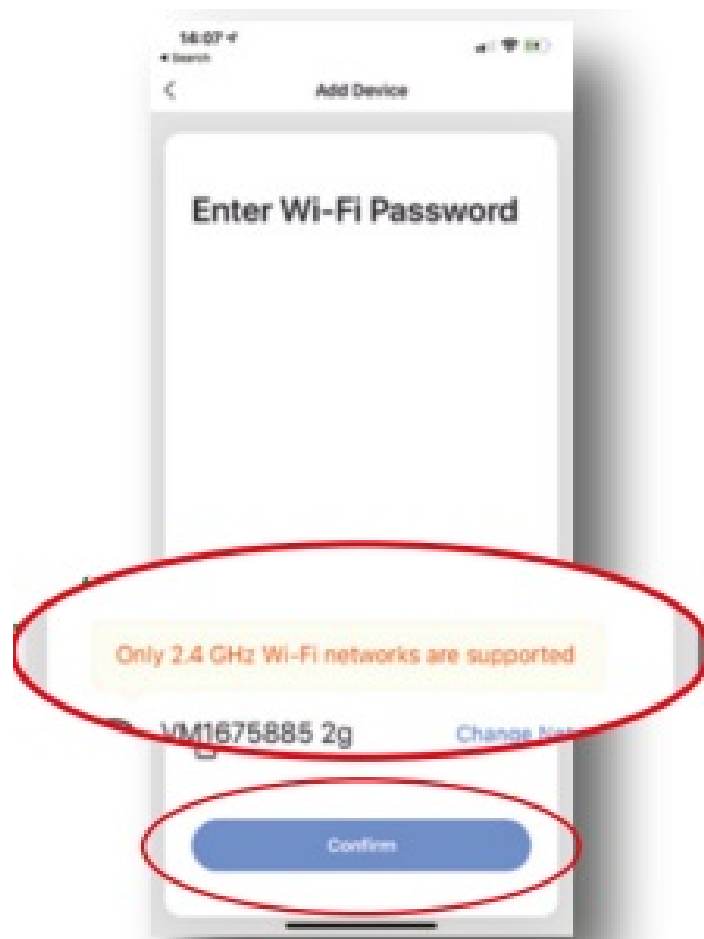 14:07
Search
Add Device
Enter Wi-Fi Password
Only 2.4 GHz Wi-Fi networks are supported
VM1675885 2g
Change
Confirm